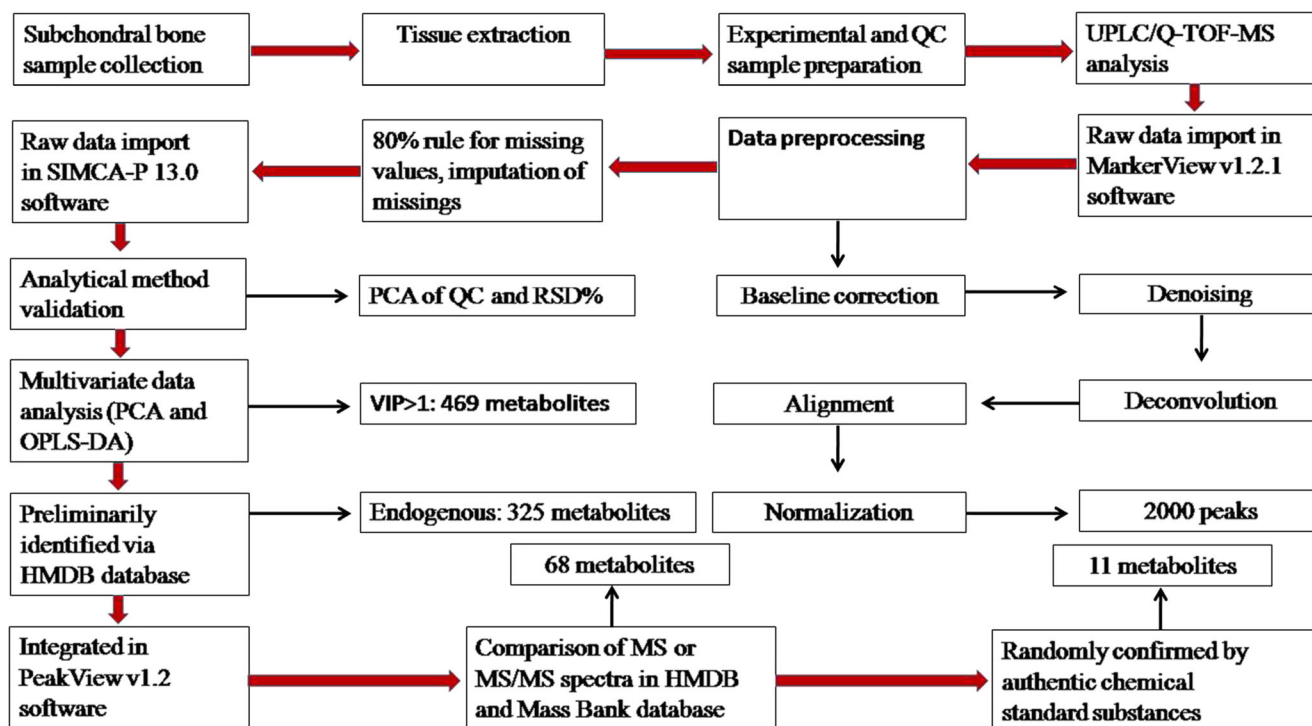 Subchondral bone
sample collection
Tissue extraction
Experimental and QC
sample preparation
UPLC/Q-TOF-MS
analysis
Raw data import in
MarkerView v1.2.1
software
Data preprocessing
80% rule for missing
values, imputation of
missings
Raw data import
in SIMCA-P 13.0
software
Analytical method
validation
PCA of QC and RSD%
Baseline correction
Denoising
Multivariate data
analysis (PCA and
OPLS-DA)
VIP>1: 469 metabolites
Alignment
Deconvolution
Preliminarily
identified via
HMDB database
Endogenous: 325 metabolites
Normalization
2000 peaks
68 metabolites
11 metabolites
Integrated in
PeakView v1.2
software
Comparison of MS or
MS/MS spectra in HMDB
and Mass Bank database
Randomly confirmed by
authentic chemical
standard substances